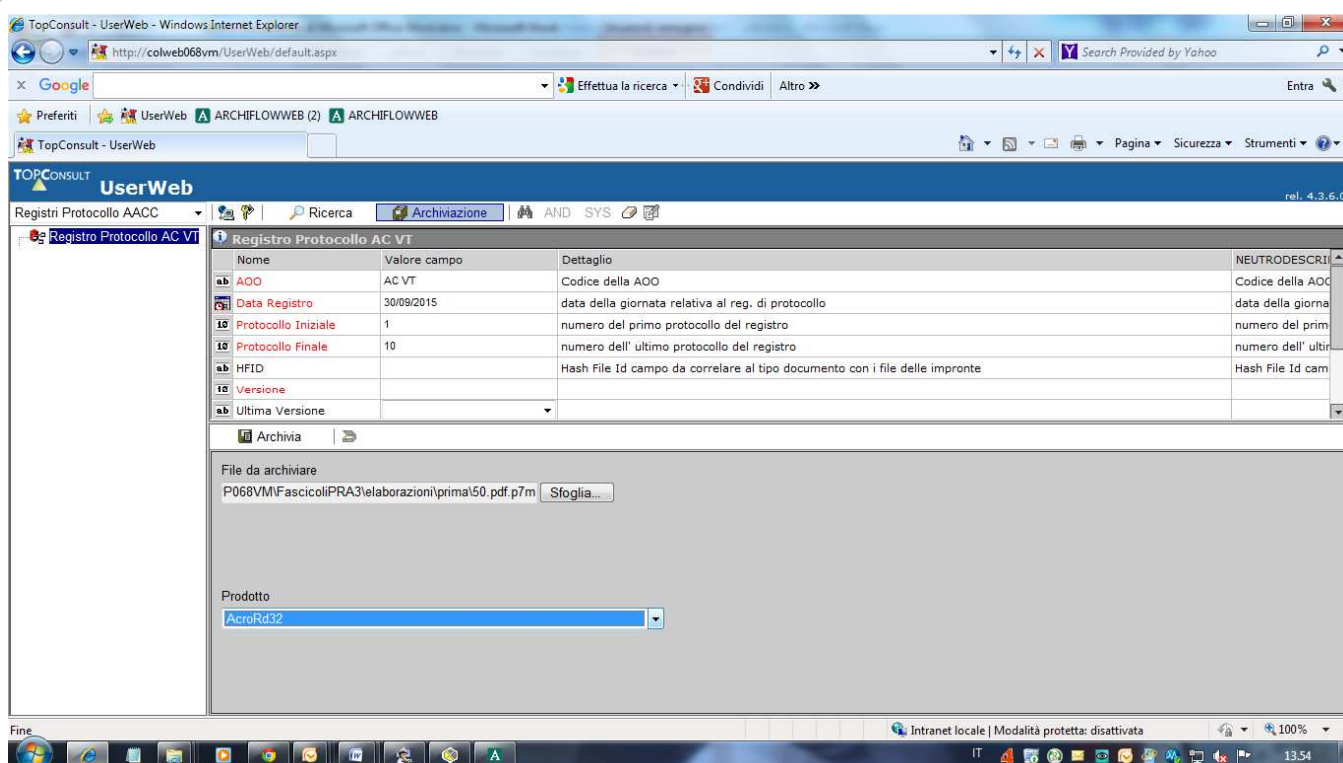 TopConsult - UserWeb - Windows Internet Explorer
http://colweb068vm/UserWeb/default.aspx
Search Provided by Yahoo
x Google Effettua la ricerca Condividi Altro >> Entra
Preferiti UserWeb ARCHIFLOWWEB (2) ARCHIFLOWWEB
TopConsult - UserWeb Pagina Sicurezza Strumenti
TOPCONSULT
UserWeb
rel. 4.3.6.0
Registri Protocollo AACC Ricerca Archiviazione AND SYS
Registro Protocollo AC VT
Registro Protocollo AC VT
Nome Valore campo Dettaglio NEUTRODESCRI
ab AOO AC VT Codice della AOO Codice della AOO
Data Registro 30/09/2015 data della giornata relativa al reg. di protocollo data della giorna
10 Protocollo Iniziale 1 numero del primo protocollo del registro numero del prim
10 Protocollo Finale 10 numero dell' ultimo protocollo del registro numero dell' ultir
ab HFID Hash File Id campo da correlare al tipo documento con i file delle impronte Hash File Id cam
10 Versione
ab Ultima Versione
Archivia
File da archiviare
P068VM\FascicoliPRA3\elaborazioni\prima\50.pdf.p7m Sfoglia...
Prodotto
AcroRd32
Fine Intranet locale | Modalità protetta: disattivata 100%
IT 13.54